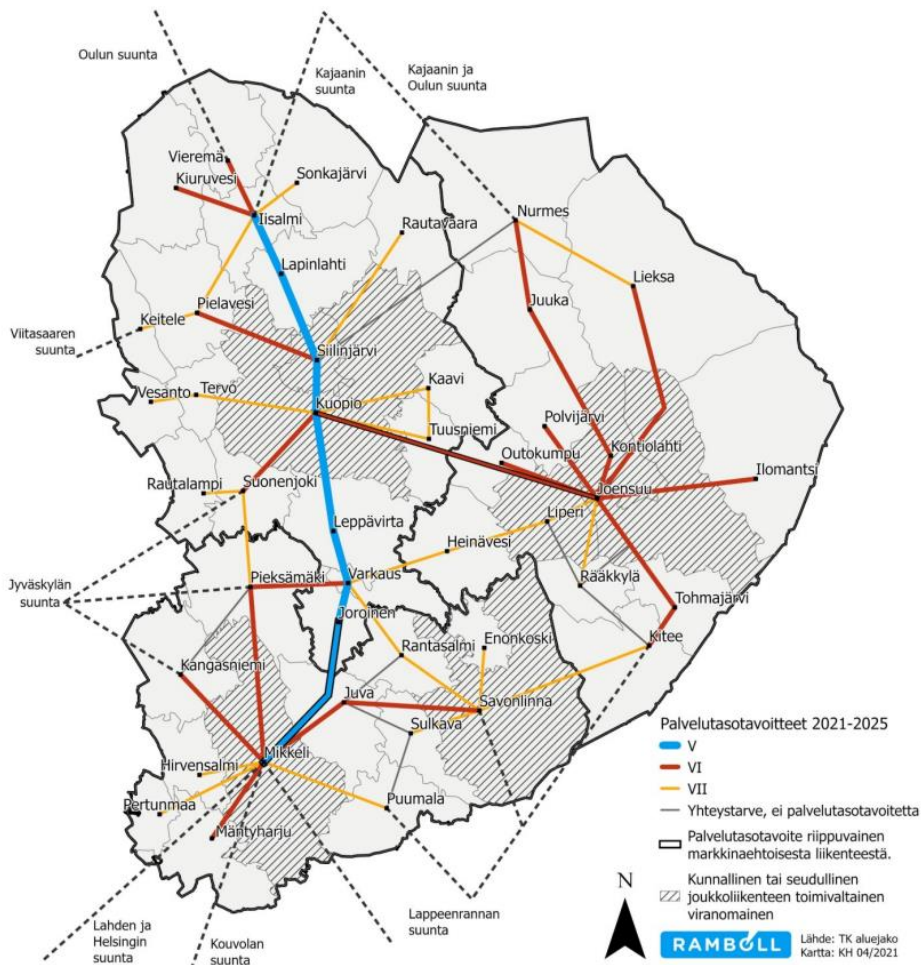 Oulun suunta
Kajaanin
suunta
Kajaanin ja
Oulun suunta
Vieremä
Kiuruvesi
Sonkajärvi
Iisalmi
Rautavaara
Nurmes
Lapinlahti
Lieksa
Pielavesi
Juuka
Keitele
Viitasaaren
suunta
Siilinjärvi
Kaavi
Vesanto
Tervo
Kuopio
Tuusniemi
Polvijärvi
Kontiolahti
Outokumpu
Ilomantsi
Rautalampi
Suonenjoki
Joensuu
Liperi
Leppävirta
Heinävesi
Jyväskylän
suunta
Pieksämäki
Varkaus
Rääkkylä
Tohmajärvi
Joroinen
Rantasalmi
Enonkoski
Kitee
Kangasniemi
Juva
Savonlinna
Sulkava
Mikkeli
Hirvensalmi
Pertunmaa
Puumala
Mäntyharju
Lahden ja
Helsingin
suunta
Kouvolan
suunta
Lappeenrannan
suunta
Palvelutasotavoitteet 2021-2025
V
VI
VII
Yhteystarve, ei palvelutasotavoitetta
Palvelutasotavoite riippuvainen
markkinaehtoisesta liikenteestä.
Kunnallinen tai seudullinen
joukkoliikenteen toimivaltainen
viranomainen
N
RAMBOLL
Lähde: TK aluejako
Kartta: KH 04/2021